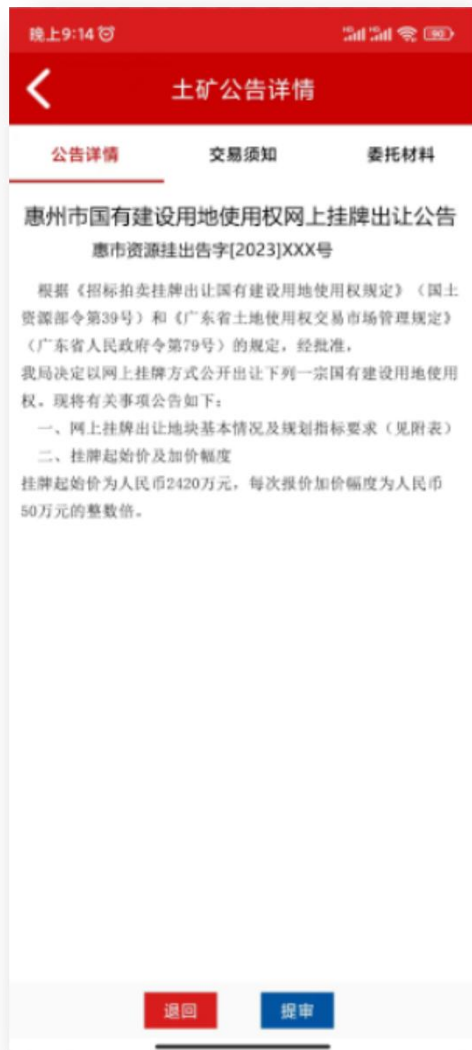 晚上9:14
90
土矿公告详情
公告详情 交易须知 委托材料
惠州市国有建设用地使用权网上挂牌出让公告
惠市资源挂出告字[2023]XXX号
根据《招标拍卖挂牌出让国有建设用地使用权规定》（国土
资源部令第39号）和《广东省土地使用权交易市场管理规定》
（广东省人民政府令第79号）的规定，经批准，
我局决定以网上挂牌方式公开出让下列一宗国有建设用地使用
权。现将有关事项公告如下：
一、网上挂牌出让地块基本情况及规划指标要求（见附表）
二、挂牌起始价及加价幅度
挂牌起始价为人民币2420万元，每次报价加价幅度为人民币
50万元的整数倍。
退回 提审